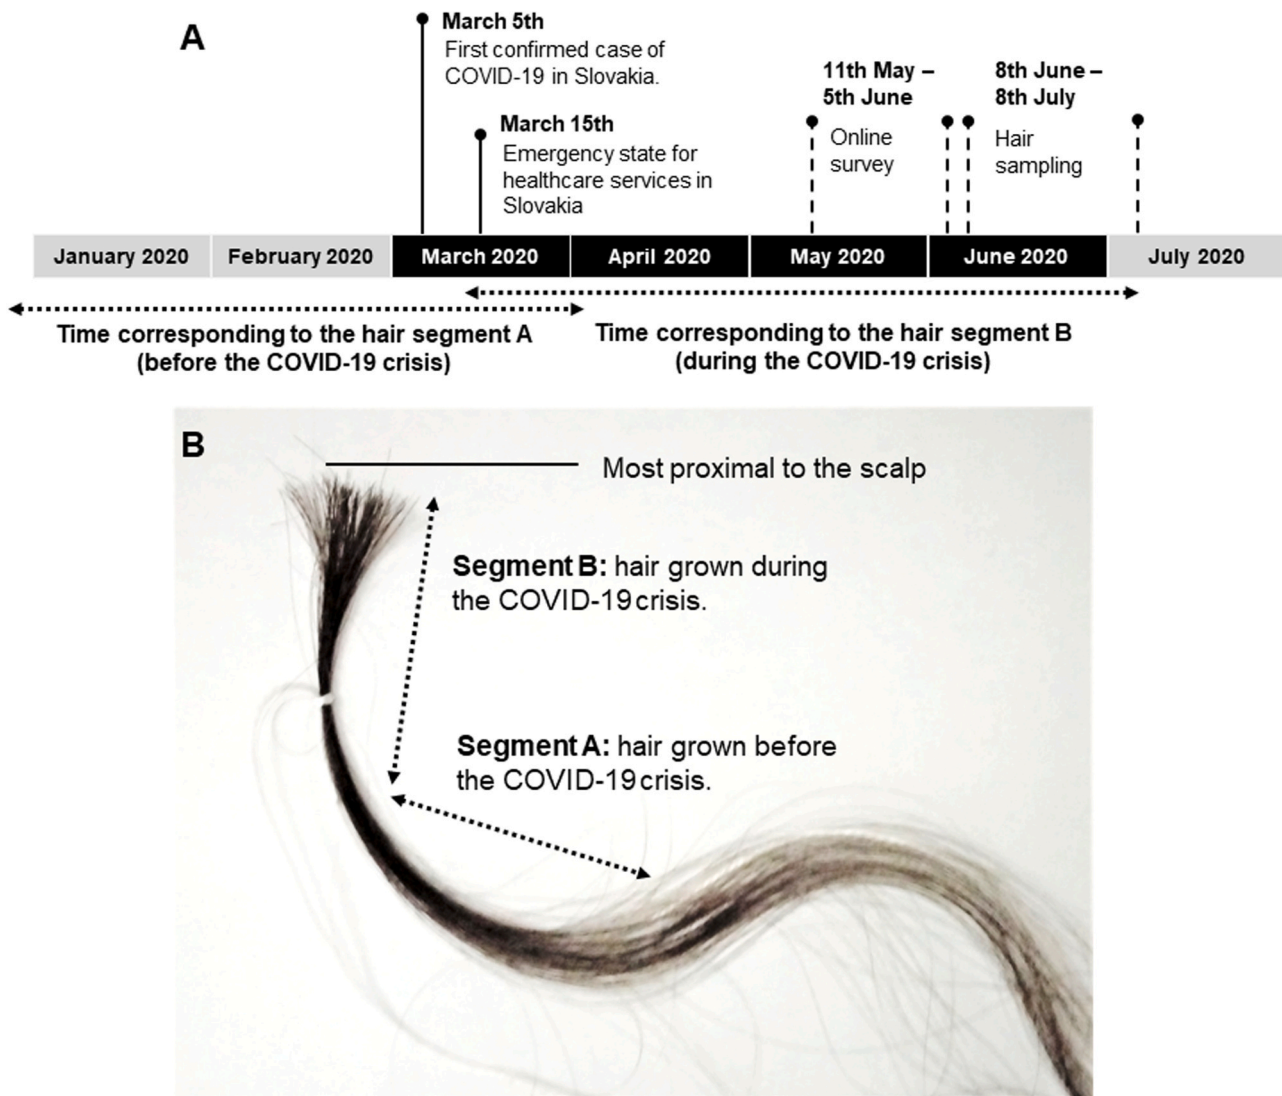 A
March 5th
First confirmed case of
COVID-19 in Slovakia.
March 15th
Emergency state for
healthcare services in
Slovakia
11th May –
5th June
Online
survey
8th June –
8th July
Hair
sampling
January 2020 February 2020 March 2020 April 2020 May 2020 June 2020 July 2020
Time corresponding to the hair segment A
(before the COVID-19 crisis)
Time corresponding to the hair segment B
(during the COVID-19 crisis)
B
Most proximal to the scalp
Segment B: hair grown during
the COVID-19 crisis.
Segment A: hair grown before
the COVID-19 crisis.